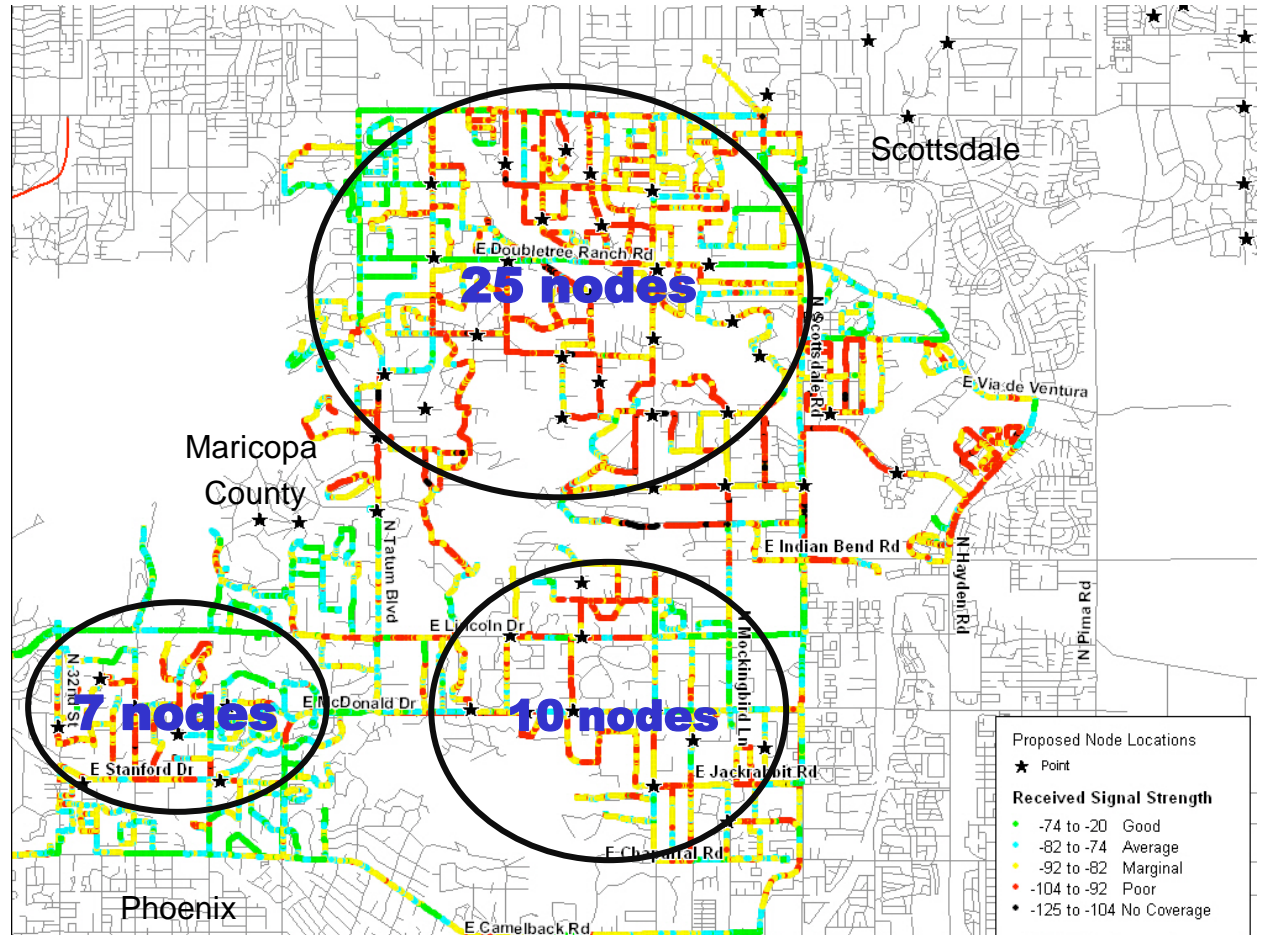 Scottsdale
E Doubletree Ranch Rd
25 nodes
N Scottsdale Rd
E Via de Ventura
Maricopa
County
N Tatum Blvd
E Indian Bend Rd
N Hayden Rd
N Pima Rd
E Lincoln Dr
N Mockingbird Ln
N 32nd St
7 nodes
E McDonald Dr
10 nodes
E Stanford Dr
E Jackrabbit Rd
E Chaparral Rd
Phoenix
E Camelback Rd
Proposed Node Locations
Point
Received Signal Strength
-74 to -20 Good
-82 to -74 Average
-92 to -82 Marginal
-104 to -92 Poor
-125 to -104 No Coverage